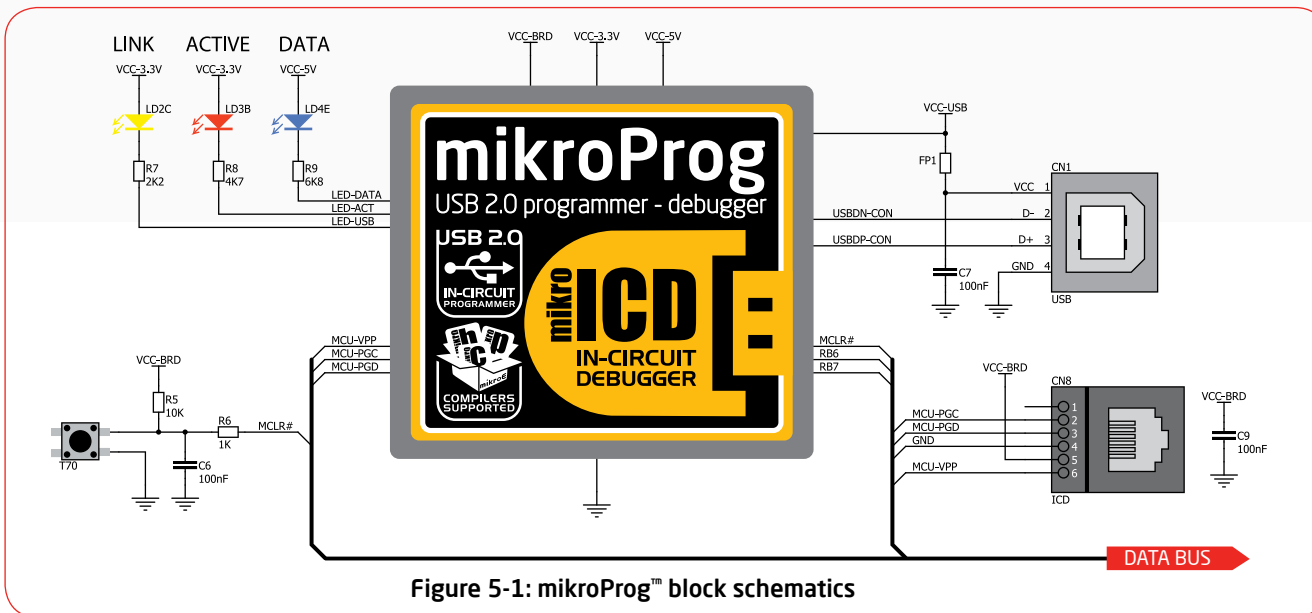 LINK ACTIVE DATA
VCC-3.3V VCC-3.3V VCC-5V
LD2C LD3B LD4E
R7 R8 R9
2K2 4K7 6K8
LED-DATA
LED-ACT
LED-USB
VCC-BRD VCC-3.3V VCC-5V
mikroProg
USB 2.0 programmer - debugger
USB 2.0
IN-CIRCUIT
PROGRAMMER
mikro
ICD
IN-CIRCUIT
DEBUGGER
mikroE
COMPILERS
SUPPORTED
VCC-USB
FP1
CN1
VCC 1
USBDN-CON D- 2
USBDP-CON D+ 3
GND 4
C7
100nF
USB
MCU-VPP
MCU-PGC
MCU-PGD
MCLR#
RB6
RB7
VCC-BRD
R5
10K
R6
1K
MCLR#
C6
100nF
T70
VCC-BRD
CN8
1
MCU-PGC 2
MCU-PGD 3
GND 4
5
MCU-VPP 6
ICD
VCC-BRD
C9
100nF
DATA BUS
Figure 5-1: mikroProg™ block schematics